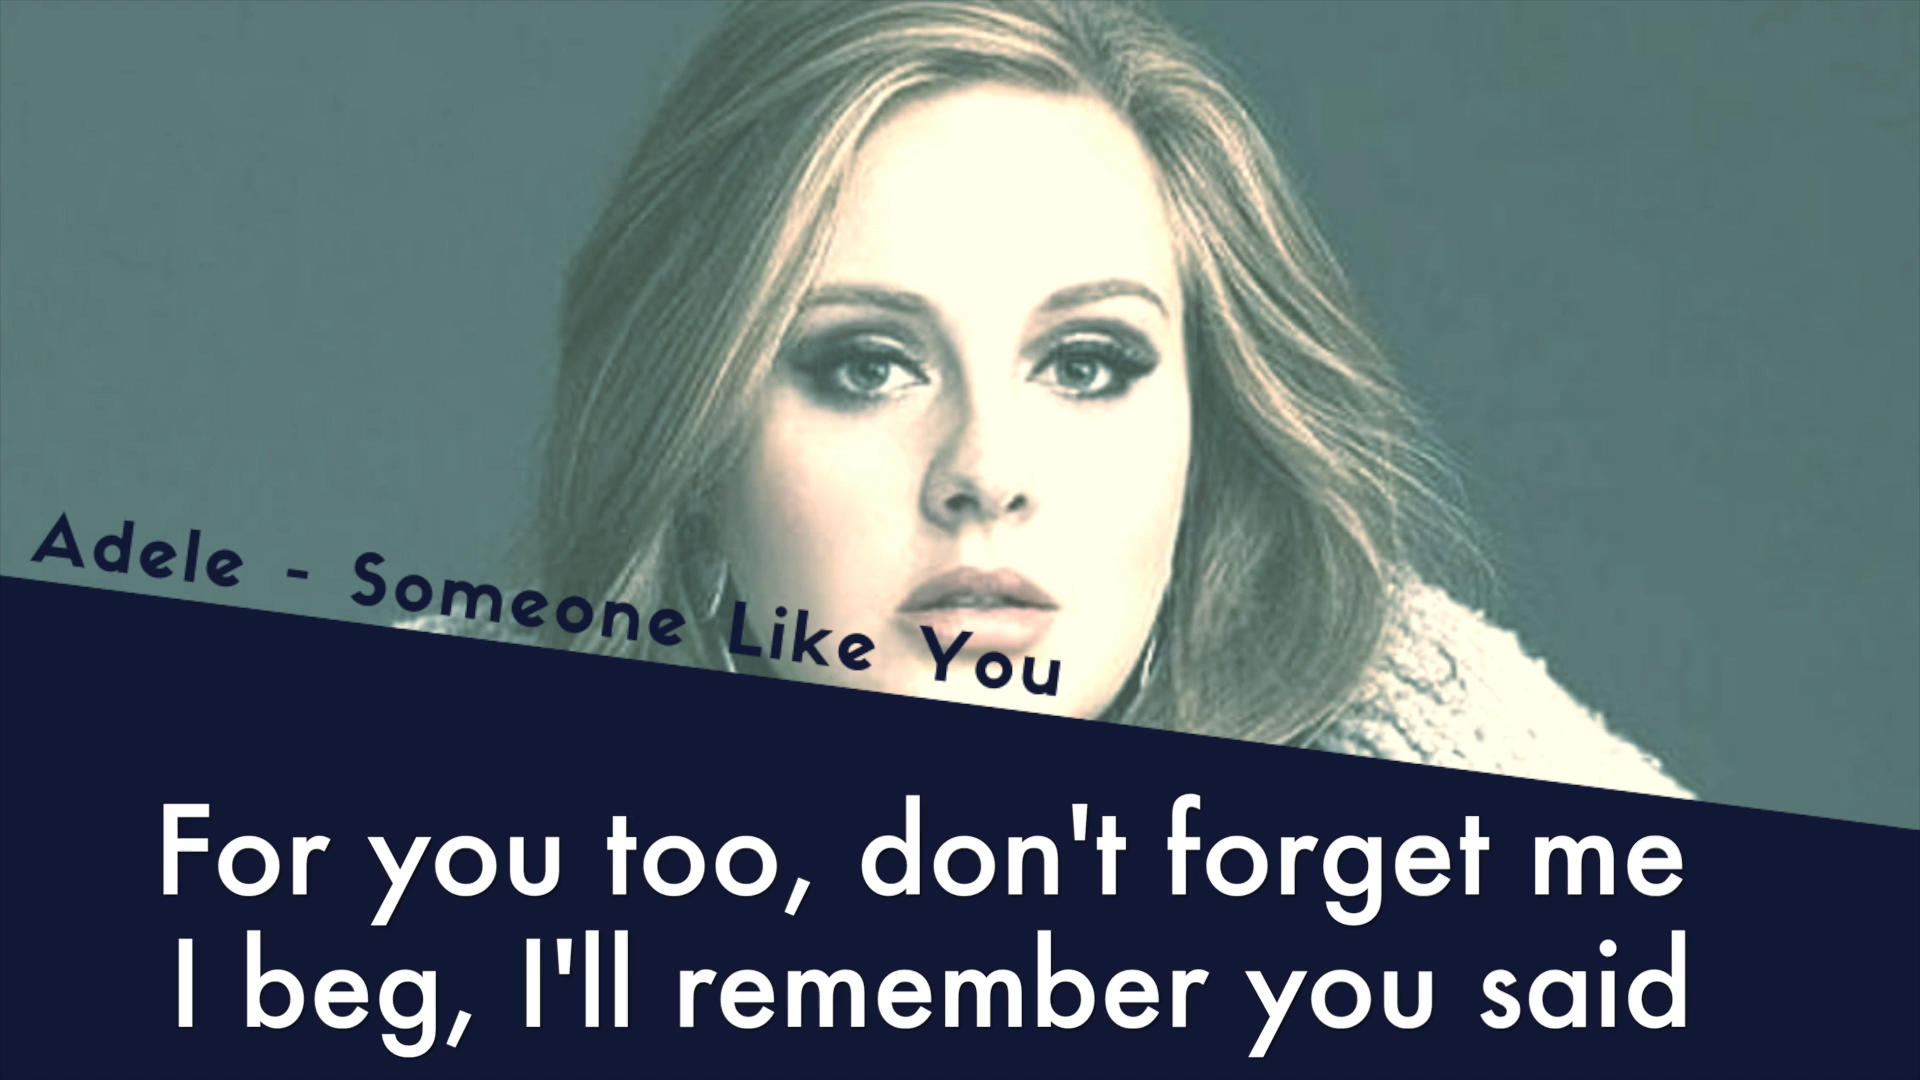 Adele - Someone Like You
For you too, don't forget me
I beg, I'll remember you said